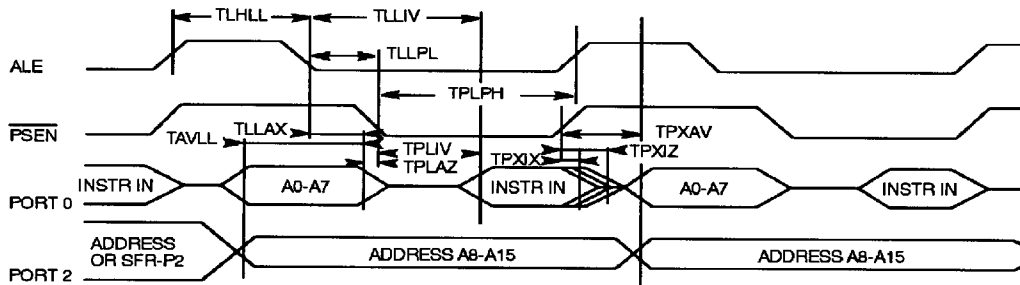 TLHLL
TLLIV
ALE
TLLPL
TPLPH
PSEN
TLLAX
TAVLL
TPLIV
TPLAZ
TPXAV
TPXIZ
TPXIX
PORT 0
INSTR IN
A0-A7
INSTR IN
A0-A7
INSTR IN
ADDRESS
OR SFR-P2
ADDRESS A8-A15
ADDRESS A8-A15
PORT 2